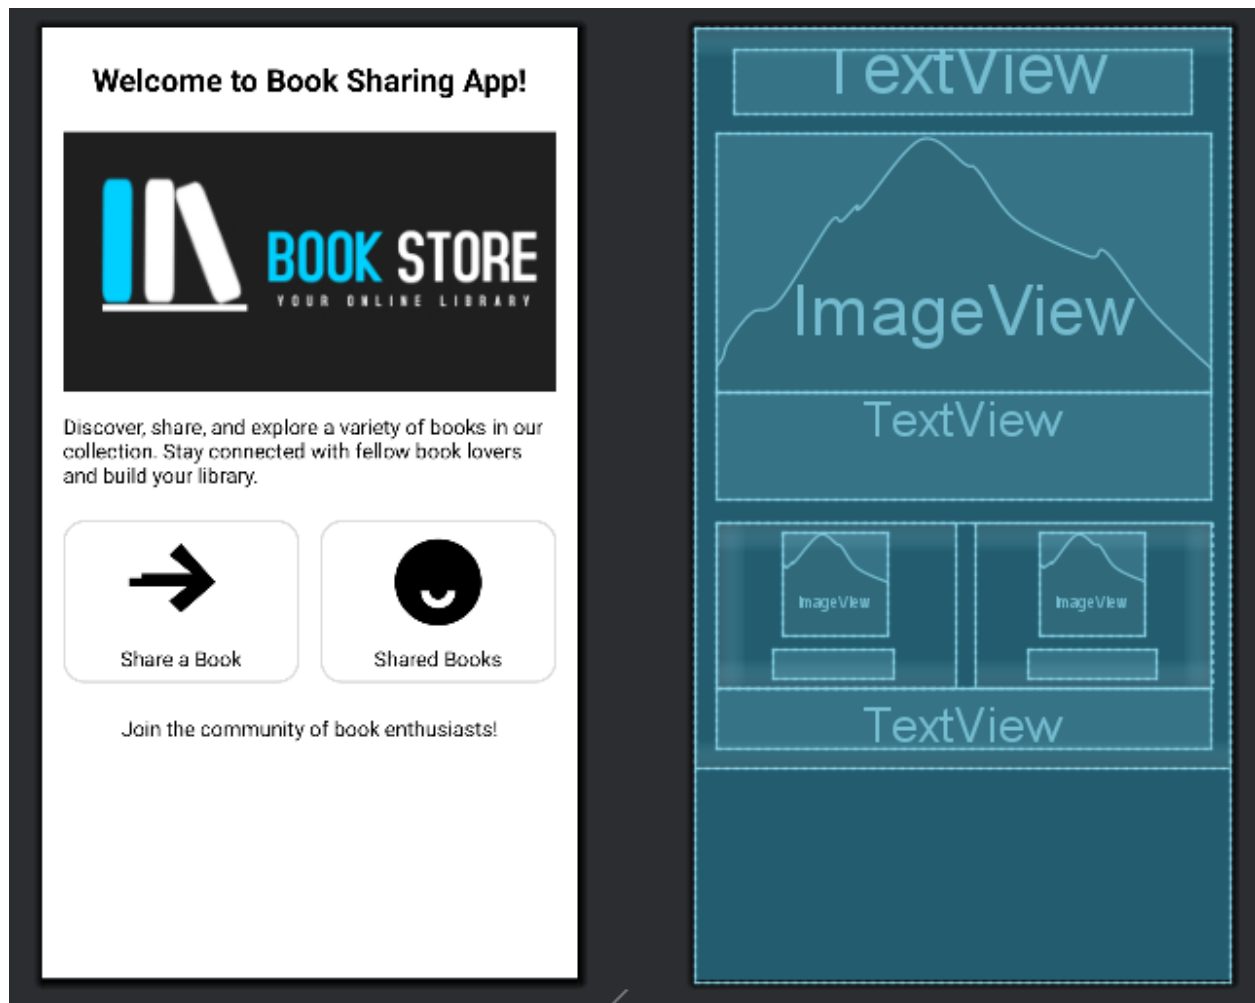 Welcome to Book Sharing App!
BOOK STORE
YOUR ONLINE LIBRARY
Discover, share, and explore a variety of books in our
collection. Stay connected with fellow book lovers
and build your library.
Share a Book
Shared Books
Join the community of book enthusiasts!
TextView
ImageView
TextView
ImageView
ImageView
TextView